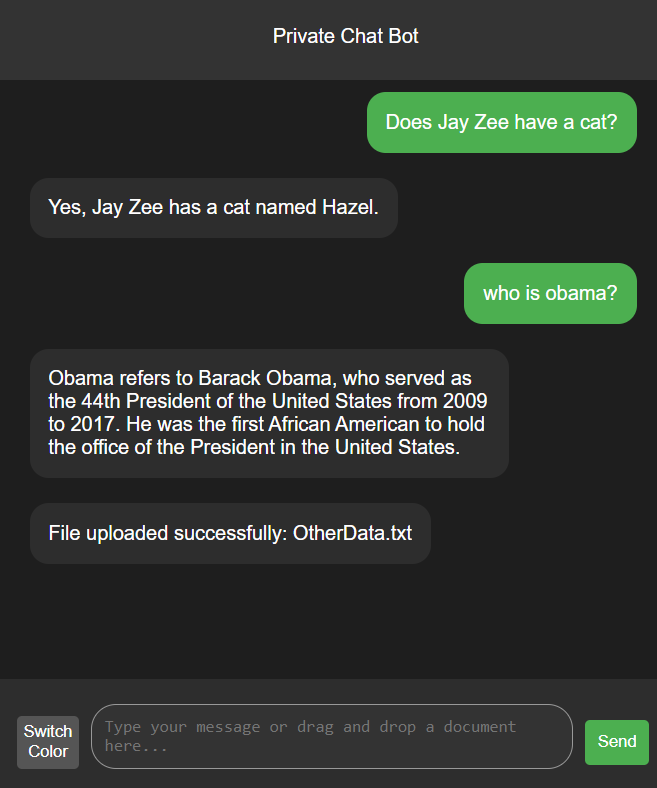 Private Chat Bot
Does Jay Zee have a cat?
Yes, Jay Zee has a cat named Hazel.
who is obama?
Obama refers to Barack Obama, who served as
the 44th President of the United States from 2009
to 2017. He was the first African American to hold
the office of the President in the United States.
File uploaded successfully: OtherData.txt
Switch
Color
Type your message or drag and drop a document
here...
Send